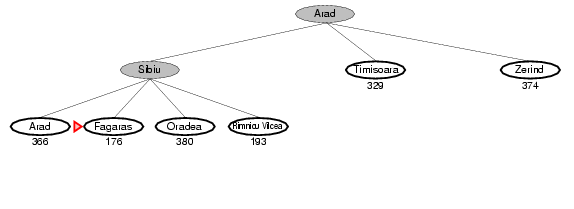 Arad
Sibiu
Timisoara
Zerind
329
374
Arad
Fagaras
Oradea
Rimnicu Vilcea
366
176
380
193